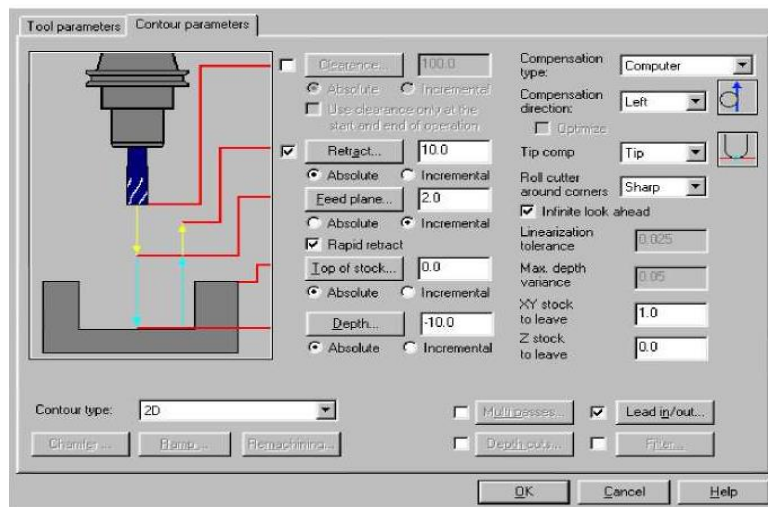 Tool parameters
Contour parameters
Clearance...
100.0
Absolute
Incremental
Use clearance only at the
start and end of operation
Retract...
10.0
Absolute
Incremental
Feed plane...
2.0
Absolute
Incremental
Rapid retract
Top of stock...
0.0
Absolute
Incremental
Depth...
-10.0
Absolute
Incremental
Compensation
type:
Computer
Compensation
direction:
Left
Optimize
Tip comp
Tip
Roll cutter
around corners
Sharp
Infinite look ahead
Linearization
tolerance
0.025
Max. depth
variance
0.05
XY stock
to leave
1.0
Z stock
to leave
0.0
Contour type:
2D
Chamfer...
Ramp...
Remachining...
Multi passes...
Lead in/out...
Depth cuts...
Filter...
OK
Cancel
Help